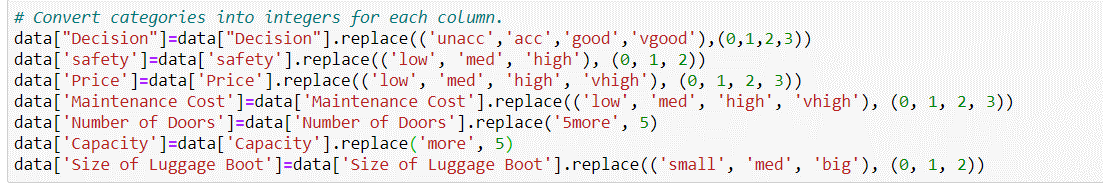 # Convert categories into integers for each column.
data["Decision"]=data["Decision"].replace(('unacc','acc','good','vgood'),(0,1,2,3))
data['safety']=data['safety'].replace(('low', 'med', 'high'), (0, 1, 2))
data['Price']=data['Price'].replace(('low', 'med', 'high', 'vhigh'), (0, 1, 2, 3))
data['Maintenance Cost']=data['Maintenance Cost'].replace(('low', 'med', 'high', 'vhigh'), (0, 1, 2, 3))
data['Number of Doors']=data['Number of Doors'].replace('5more', 5)
data['Capacity']=data['Capacity'].replace('more', 5)
data['Size of Luggage Boot']=data['Size of Luggage Boot'].replace(('small', 'med', 'big'), (0, 1, 2))